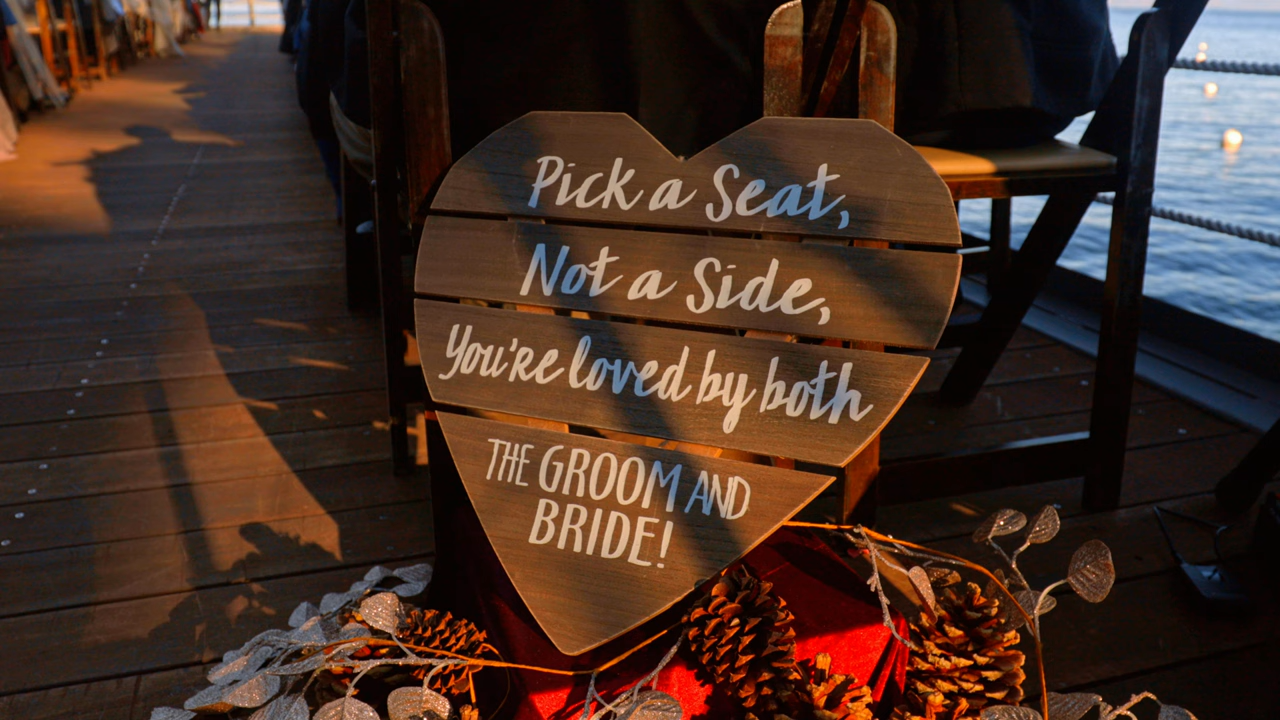 Pick a Seat,
Not a Side,
You're loved by both
THE GROOM AND
BRIDE!